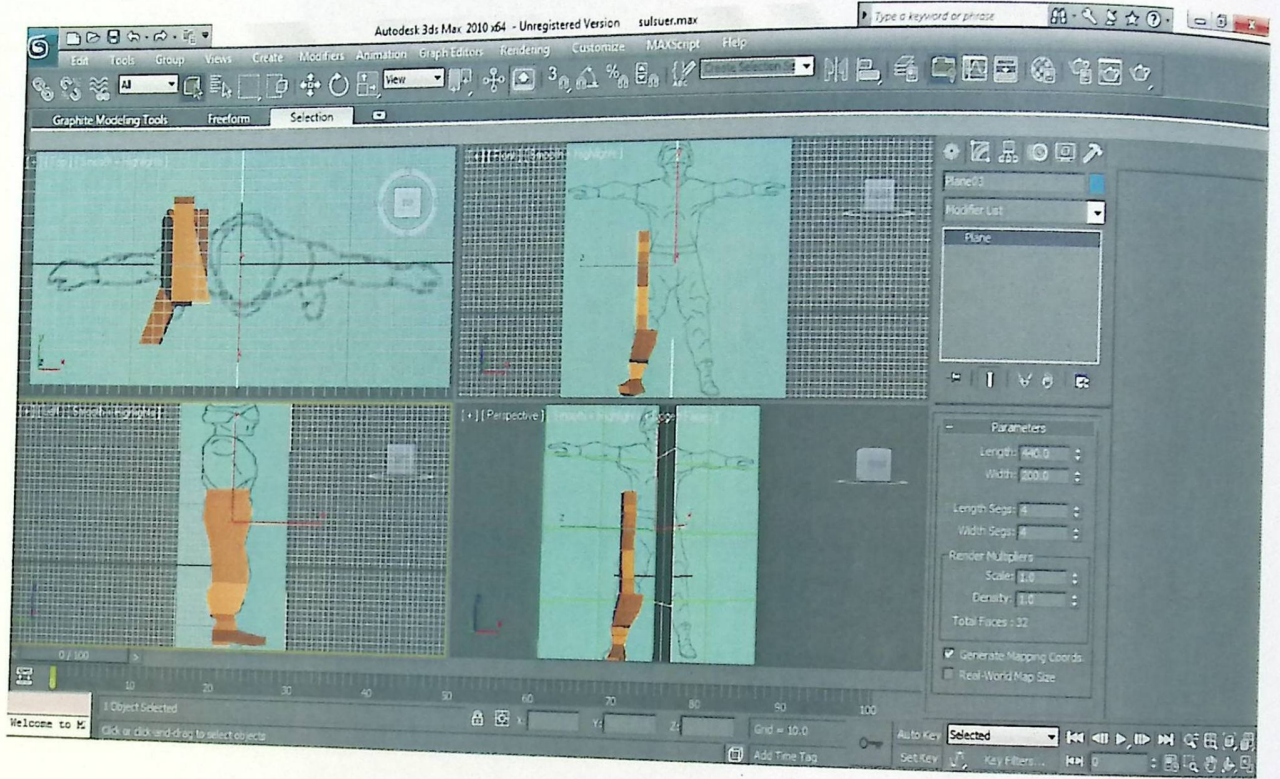 Autodesk 3ds Max 2010 x64 - Unregistered Version sulsuer.max
Type a keyword or phrase
Edit Tools Group Views Create Modifiers Animation Graph Editors Rendering Customize MAXScript Help
All
View
Create Selection Se
Graphite Modeling Tools Freeform Selection
[ + ] [ Perspective ]
Plane03
Modifier List
Plane
Parameters
Length: 440.0
Width: 200.0
Length Segs: 4
Width Segs: 4
Render Multipliers
Scale: 1.0
Density: 1.0
Total Faces : 32
Generate Mapping Coords.
Real-World Map Size
0 / 100
10 20 30 40 50 60 70 80 90 100
1 Object Selected
X: Y: Z: Grid = 10.0
Auto Key Selected
Welcome to M
Click or click-and-drag to select objects
Add Time Tag
Set Key Key Filters... 0